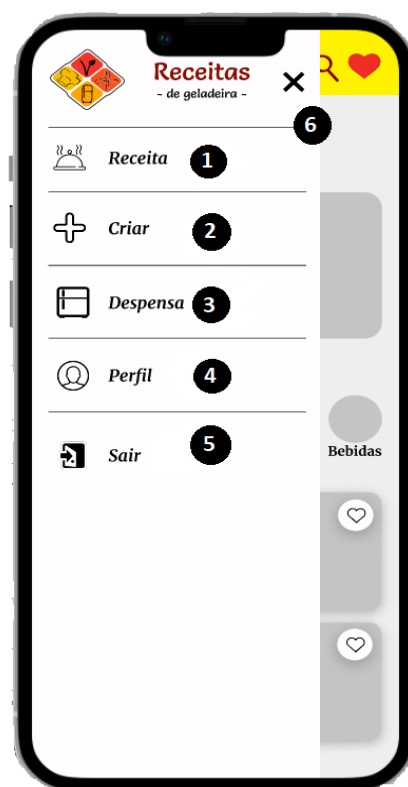 Receitas
- de geladeira -
6
Receita 1
Criar 2
Despensa 3
Perfil 4
Sair 5
Bebidas